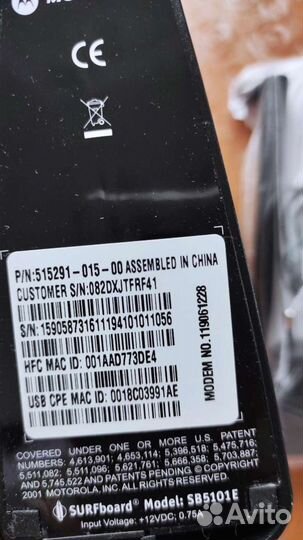 CE
P/N:515291-015-00 ASSEMBLED IN CHINA
CUSTOMER S/N:082DXJTFRF41
S/N:159058731611194101011056
HFC MAC ID: 001AAD773DE4
USB CPE MAC ID: 0018C03991AE
MODEM NO.119061228
COVERED UNDER ONE OR MORE OF THE FOLLOWING U.S. PATENT
NUMBERS: 4,613,901; 4,653,114; 5,396,568; 5,475,716;
5,511,082; 5,511,096; 5,621,761; 5,666,358; 5,703,887;
AND 5,745,522 AND PATENTS PENDING © COPYRIGHT
2001 MOTOROLA, INC. ALL RIGHTS RESERVED.
SURFboard® Model: SB5101E
Input Voltage: +12VDC, 0.75A
Avito